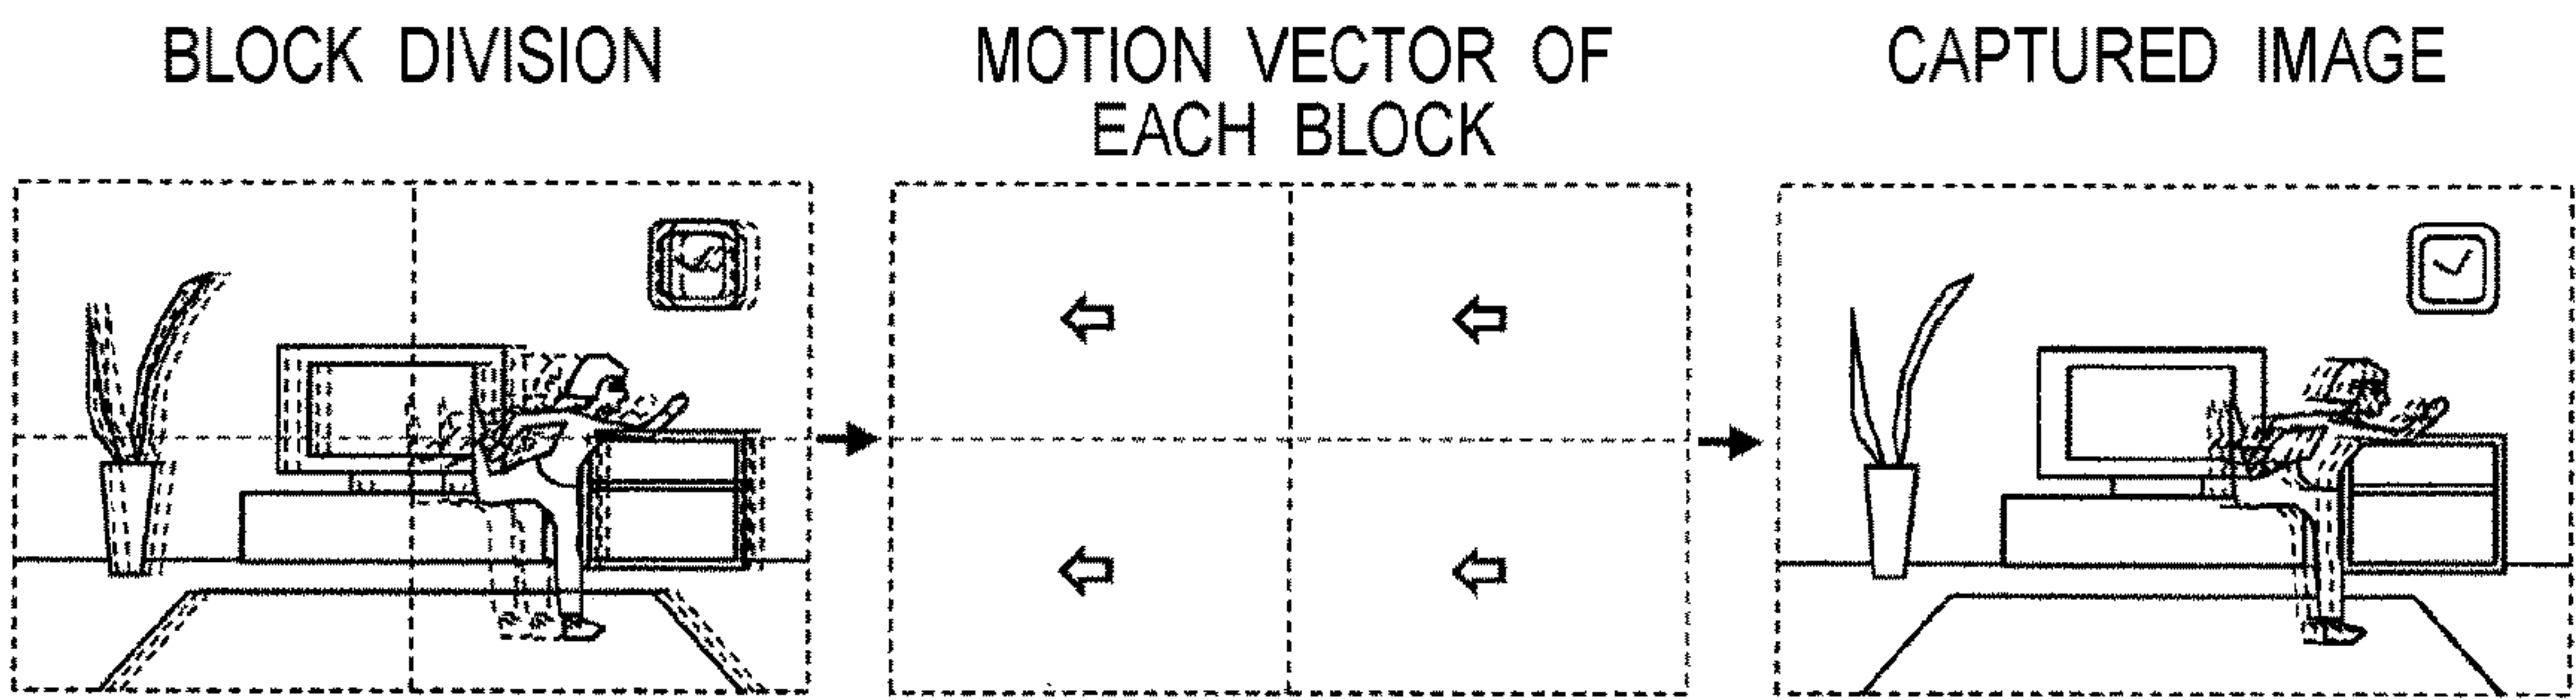 BLOCK DIVISION
MOTION VECTOR OF
EACH BLOCK
CAPTURED IMAGE